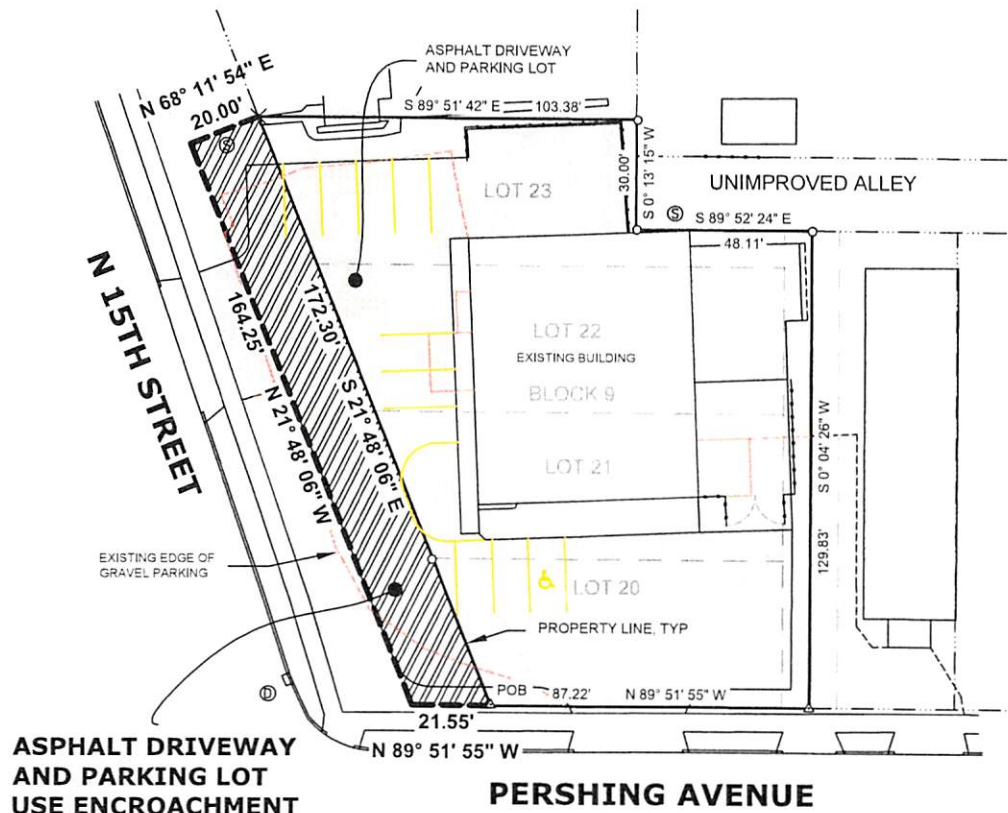 ASPHALT DRIVEWAY
AND PARKING LOT
N 68° 11' 54" E
20.00'
S 89° 51' 42" E
103.38'
S 0° 13' 15" W
30.00'
UNIMPROVED ALLEY
S
S
S 89° 52' 24" E
48.11'
LOT 23
N 15TH STREET
164.25'
N 21° 48' 06" W
172.30'
S 21° 48' 06" E
LOT 22
EXISTING BUILDING
BLOCK 9
LOT 21
S 0° 04' 26" W
129.83'
EXISTING EDGE OF
GRAVEL PARKING
LOT 20
PROPERTY LINE, TYP
POB
87.22'
N 89° 51' 55" W
D
21.55'
N 89° 51' 55" W
ASPHALT DRIVEWAY
AND PARKING LOT
USE ENCROACHMENT
PERSHING AVENUE